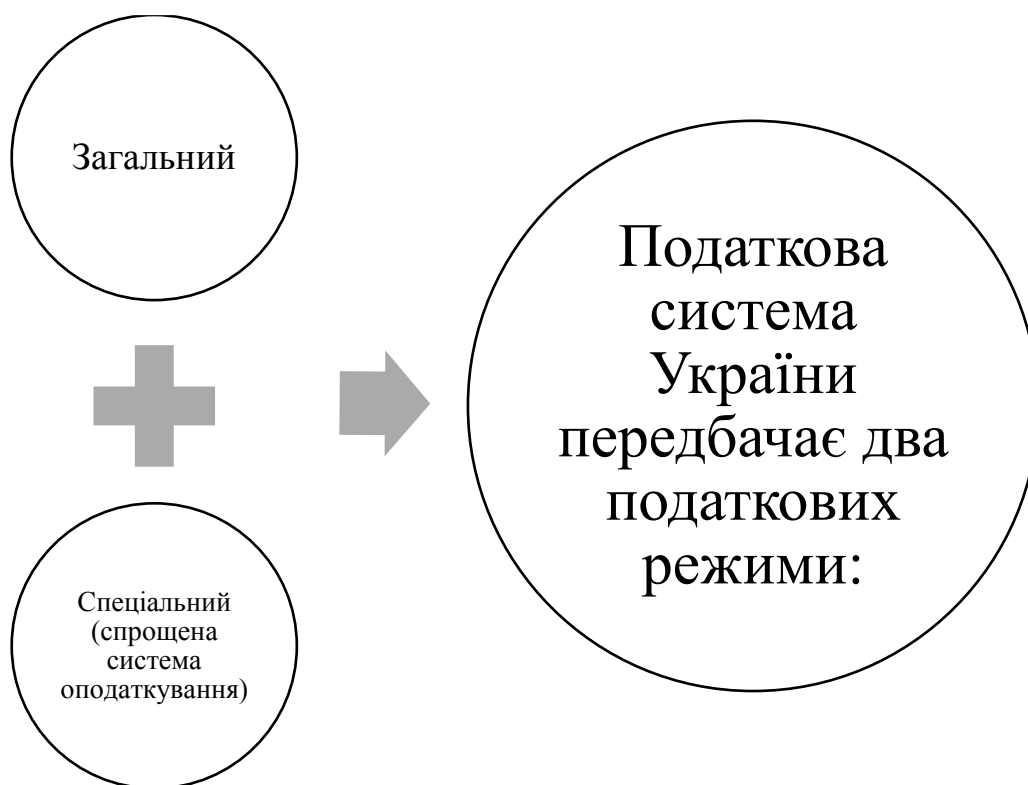 Загальний
Спеціальний
(спрощена
система
оподаткування)
Податкова
система
України
передбачає два
податкових
режими: